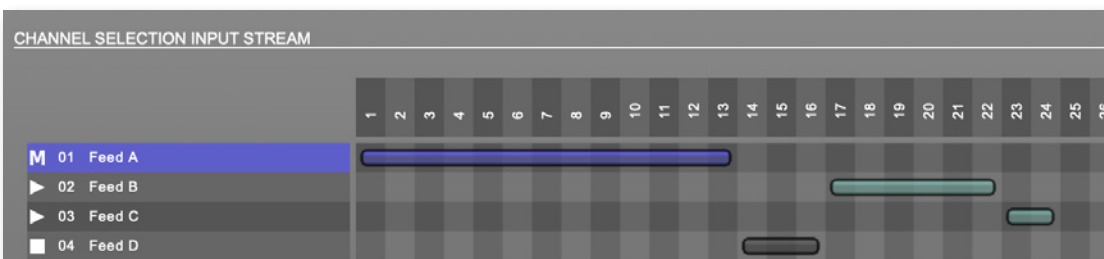 CHANNEL SELECTION INPUT STREAM
1 2 3 4 5 6 7 8 9 10 11 12 13 14 15 16 17 18 19 20 21 22 23 24 25
M 01 Feed A
02 Feed B
03 Feed C
04 Feed D